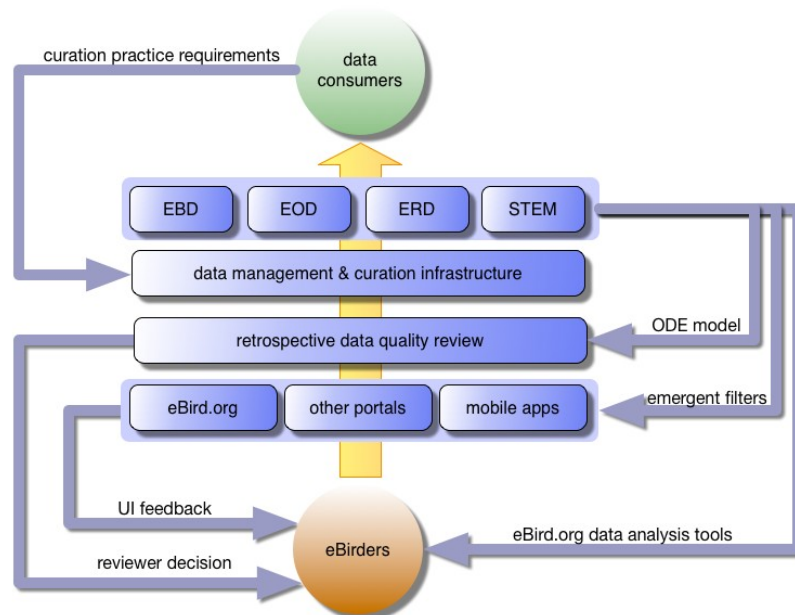 curation practice requirements
data
consumers
EBD
EOD
ERD
STEM
data management & curation infrastructure
retrospective data quality review
ODE model
eBird.org
other portals
mobile apps
emergent filters
UI feedback
eBirders
eBird.org data analysis tools
reviewer decision